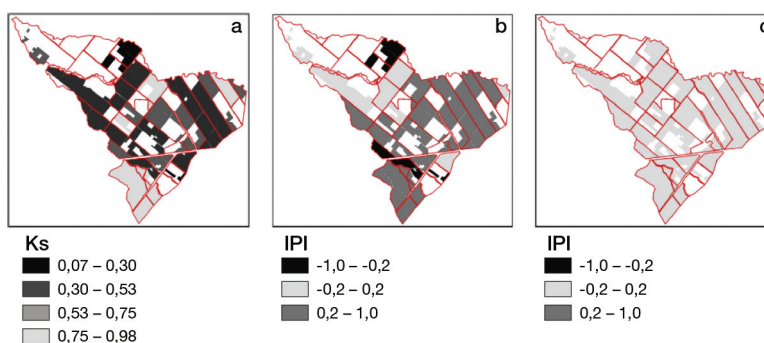 a
b
c
Ks
0,07 – 0,30
0,30 – 0,53
0,53 – 0,75
0,75 – 0,98
IPI
-1,0 – -0,2
-0,2 – 0,2
0,2 – 1,0
IPI
-1,0 – -0,2
-0,2 – 0,2
0,2 – 1,0